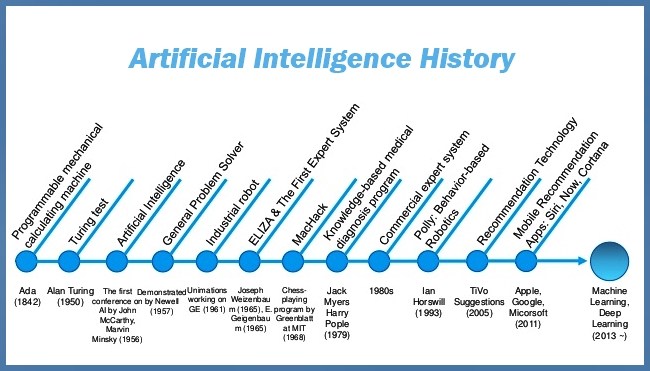 Artificial Intelligence History
Programmable mechanical
calculating machine
Turing test
Artificial Intelligence
General Problem Solver
Industrial robot
ELIZA & The First Expert System
MacHack
Knowledge-based medical
diagnosis program
Commercial expert system
Polly: Behavior-based
Robotics
Recommendation Technology
Mobile Recommendation
Apps: Siri, Now, Cortana
Ada
(1842)
Alan Turing
(1950)
The first
conference on
AI by John
McCarthy,
Marvin
Minsky (1956)
Demonstrated
by Newell
(1957)
Unimations
working on
GE (1961)
Joseph
Weizenbau
m (1965), E.
Geigenbau
m (1965)
Chess-
playing
program by
Greenblatt
at MIT
(1968)
Jack
Myers
Harry
Pople
(1979)
1980s
Ian
Horswill
(1993)
TiVo
Suggestions
(2005)
Apple,
Google,
Micorsoft
(2011)
Machine
Learning,
Deep
Learning
(2013 ~)